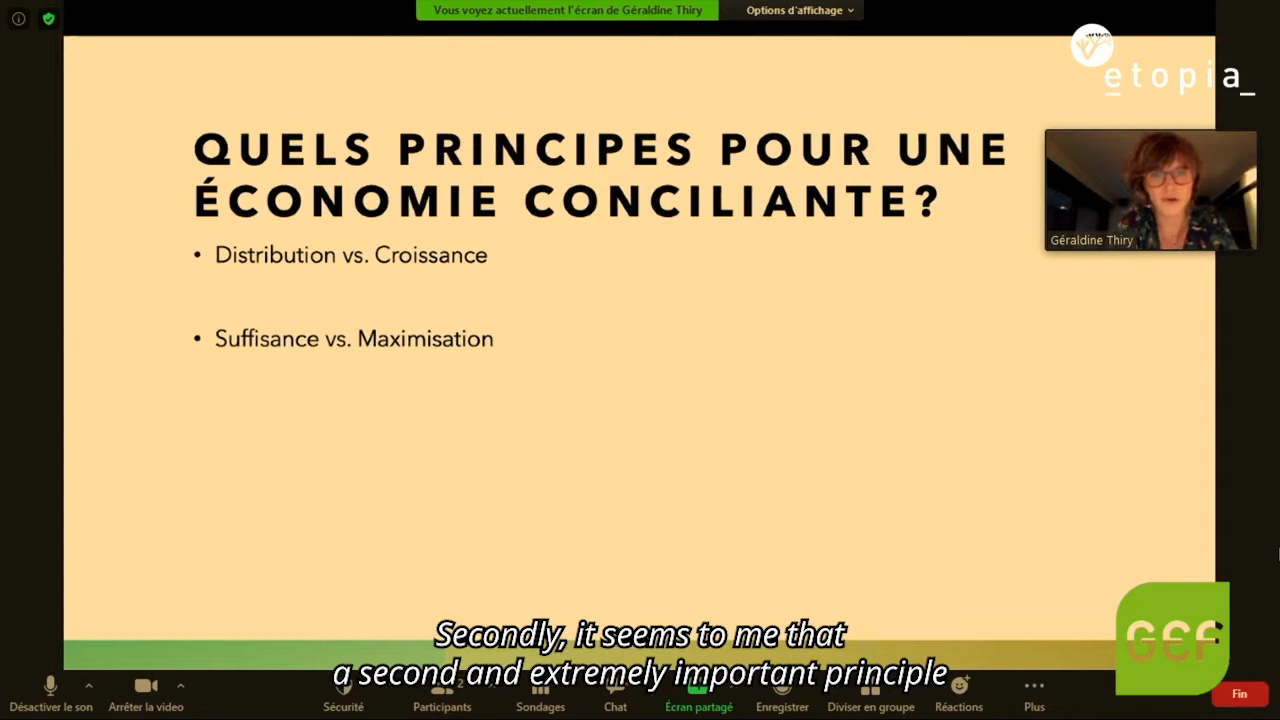 Vous voyez actuellement l'écran de Géraldine Thiry
Options d'affichage
etopia_
QUELS PRINCIPES POUR UNE
ÉCONOMIE CONCILIANTE?
Géraldine Thiry
• Distribution vs. Croissance
• Suffisance vs. Maximisation
Secondly, it seems to me that
a second and extremely important principle
GEF
Désactiver le son
Arrêter la video
Sécurité
Participants
Sondages
Chat
Écran partagé
Enregistrer
Diviser en groupe
Réactions
Plus
Fin